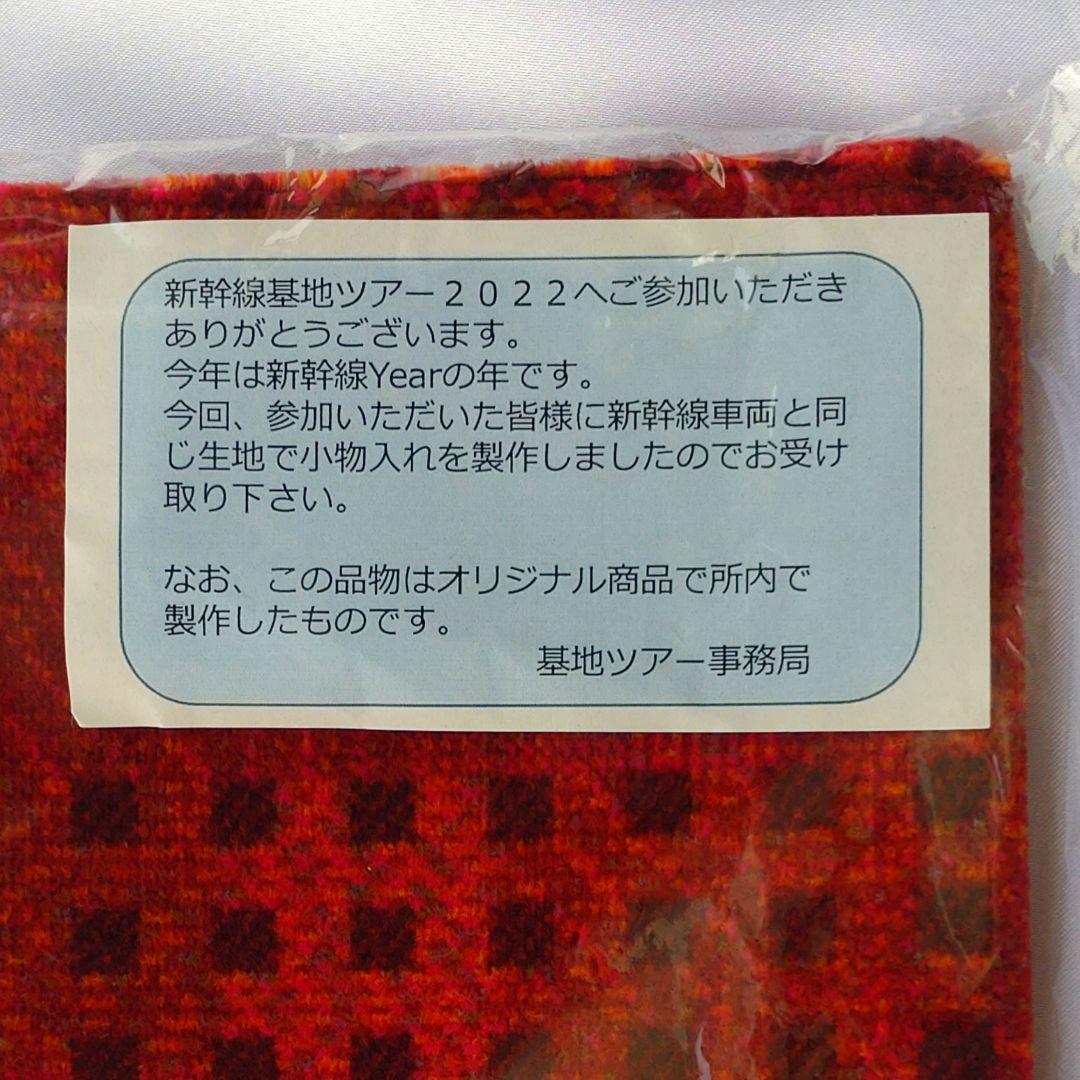 新幹線基地ツアー２０２２へご参加いただき
ありがとうございます。
今年は新幹線Yearの年です。
今回、参加いただいた皆様に新幹線車両と同
じ生地で小物入れを製作しましたのでお受け
取り下さい。
なお、この品物はオリジナル商品で所内で
製作したものです。
基地ツアー事務局